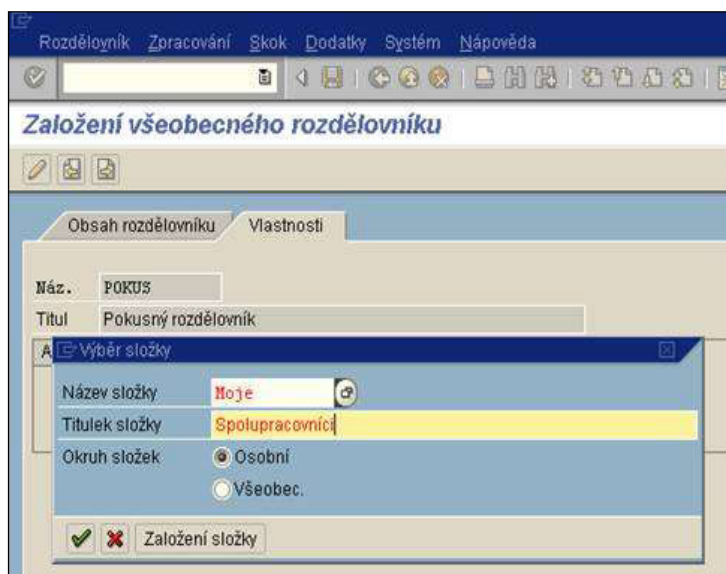 Rozdělovník Zpracování Skok Dodatky Systém Nápověda
Založení všeobecného rozdělovníku
Obsah rozdělovníku Vlastnosti
Náz. POKUS
Titul Pokusný rozdělovník
A
Výběr složky
Název složky Moje
Titulek složky Spolupracovníci
Okruh složek Osobní
Všeobec.
Založení složky